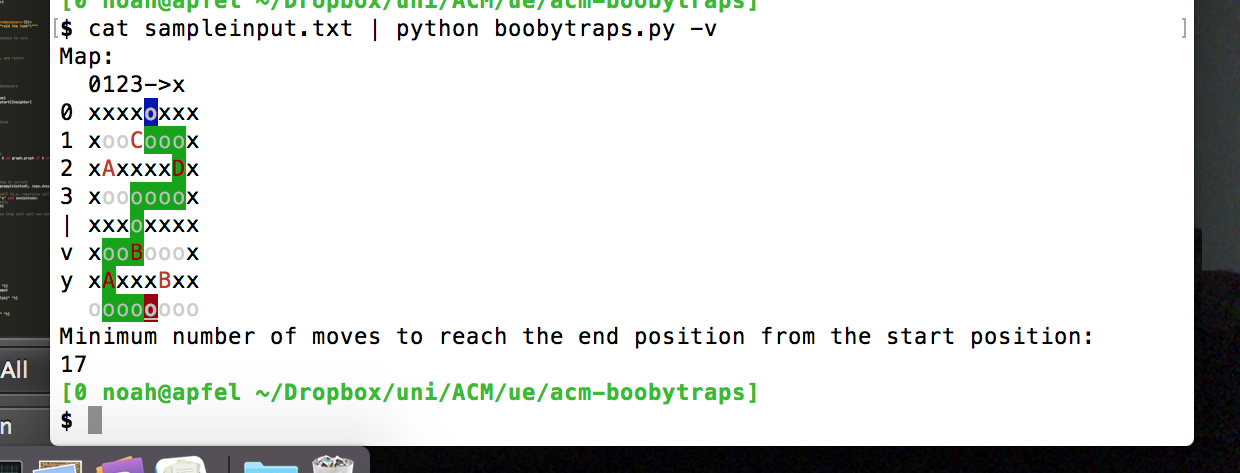 [0 noah@apfel ~/Dropbox/uni/ACM/ue/acm-boobytraps]
[$ cat sampleinput.txt | python boobytraps.py -v ]
Map:
  0123->x
0 xxxxoxxx
1 xooCooox
2 xAxxxxDx
3 xoooooox
| xxxoxxxx
v xooBooox
y xAxxxBxx
  oooooooo
Minimum number of moves to reach the end position from the start position:
17
[0 noah@apfel ~/Dropbox/uni/ACM/ue/acm-boobytraps]
$
All
n